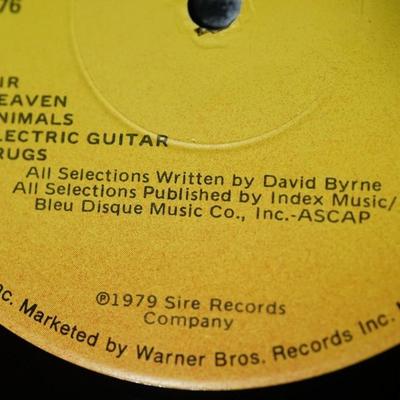 76
IR
EAVEN
NIMALS
LECTRIC GUITAR
RUGS
All Selections Written by David Byrne
All Selections Published by Index Music/
Bleu Disque Music Co., Inc.-ASCAP
℗1979 Sire Records
Company
nc. Marketed by Warner Bros. Records Inc.